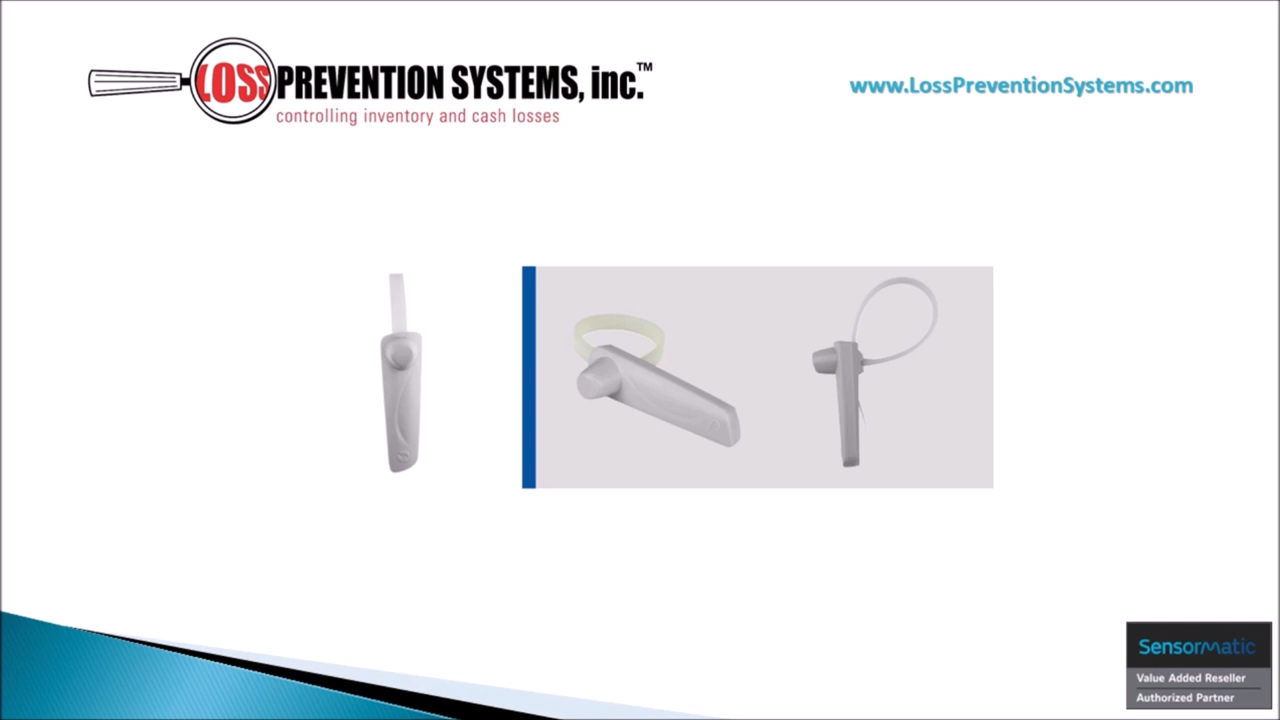 LOSS PREVENTION SYSTEMS, inc.™
controlling inventory and cash losses
www.LossPreventionSystems.com
Sensormatic
Value Added Reseller
Authorized Partner